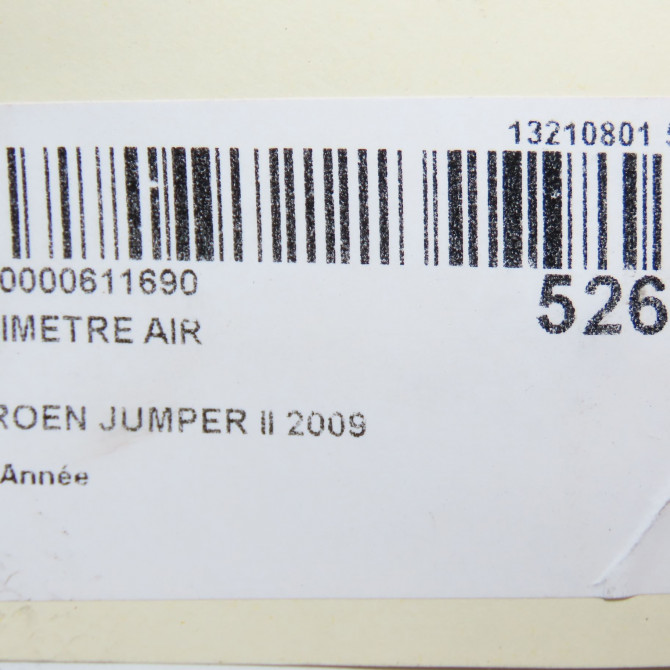 13210801
0000611690
526
IMETRE AIR
ROEN JUMPER II 2009
Année